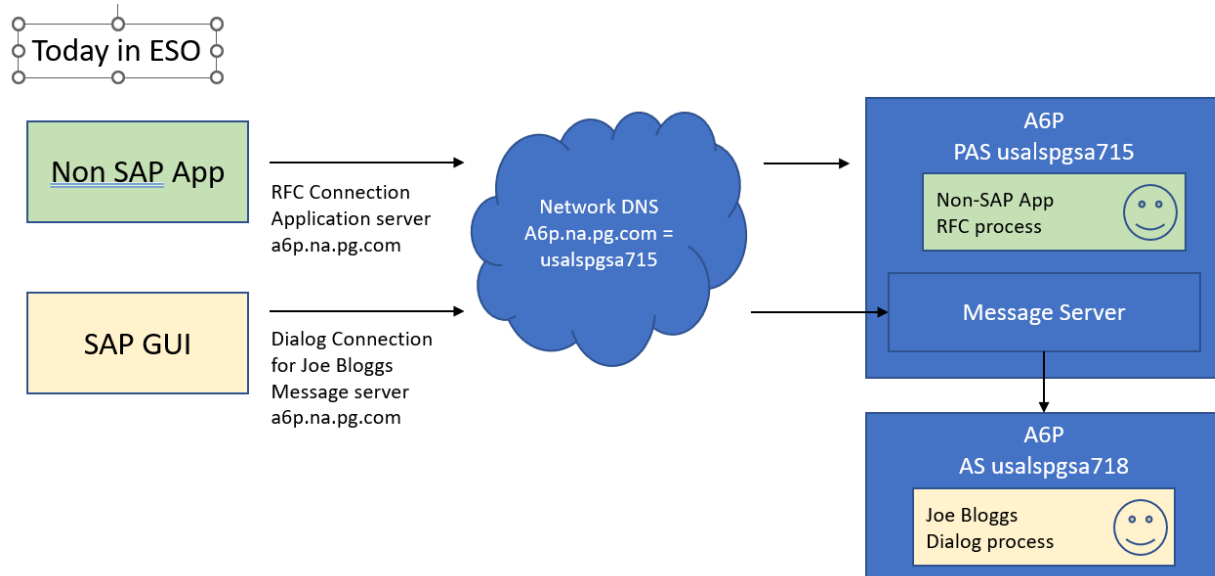 Today in ESO
Non SAP App
RFC Connection
Application server
a6p.na.pg.com
SAP GUI
Dialog Connection
for Joe Bloggs
Message server
a6p.na.pg.com
Network DNS
A6p.na.pg.com =
usalspgsa715
A6P
PAS usalspgsa715
Non-SAP App
RFC process
Message Server
A6P
AS usalspgsa718
Joe Bloggs
Dialog process